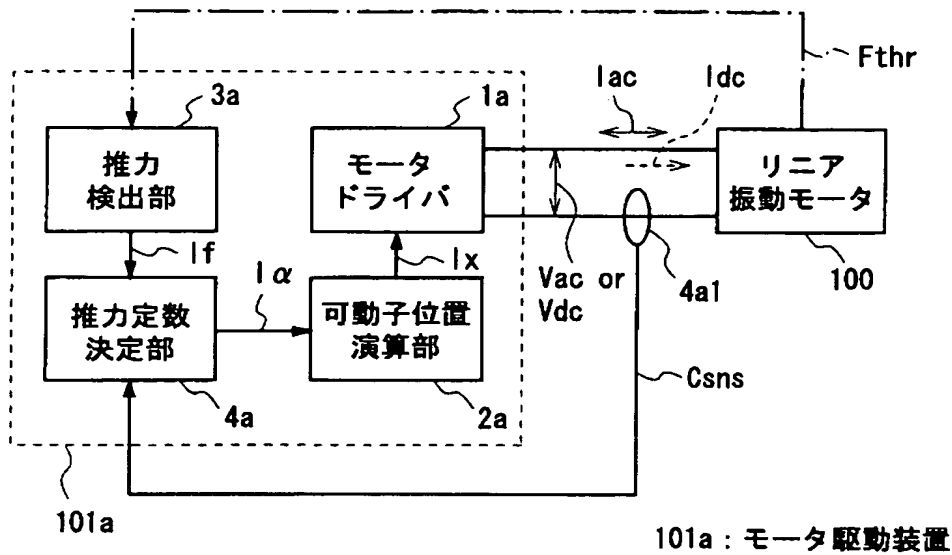 Fthr
3a
1a
Iac
Idc
推力
検出部
モータ
ドライバ
リニア
振動モータ
If
Iα
Ix
Vac or
Vdc
4a1
100
推力定数
決定部
可動子位置
演算部
4a
2a
Csns
101a
101a：モータ駆動装置